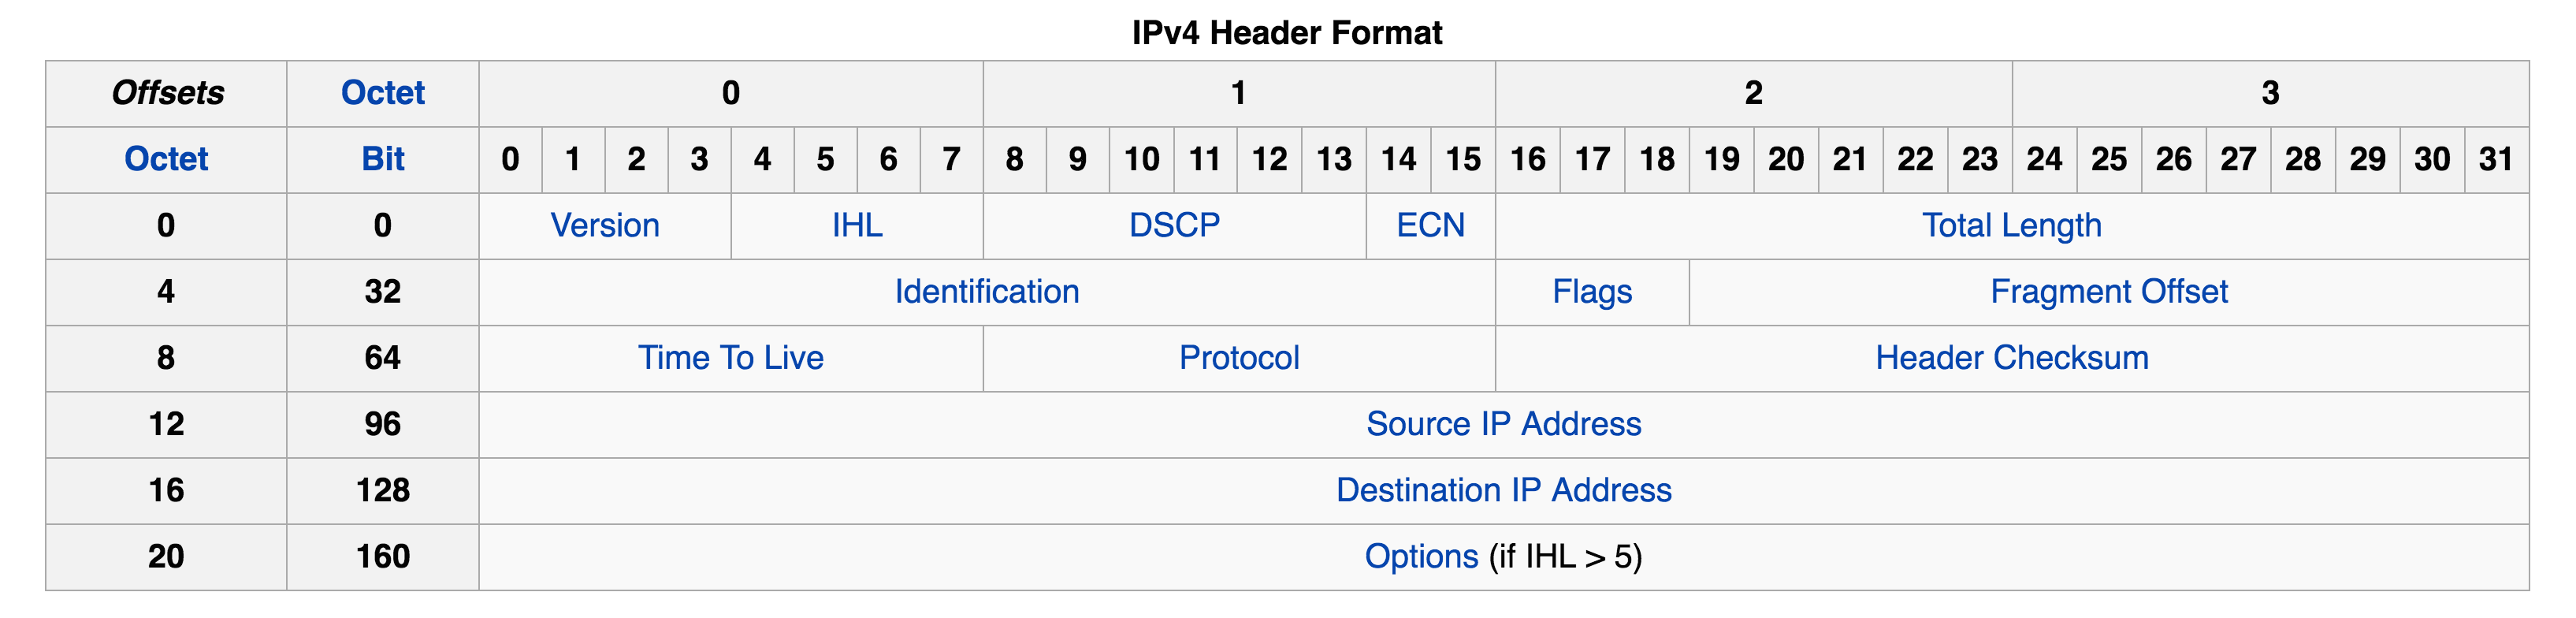 IPv4 Header Format
Offsets Octet 0 1 2 3
Octet Bit 0 1 2 3 4 5 6 7 8 9 10 11 12 13 14 15 16 17 18 19 20 21 22 23 24 25 26 27 28 29 30 31
0 0 Version IHL DSCP ECN Total Length
4 32 Identification Flags Fragment Offset
8 64 Time To Live Protocol Header Checksum
12 96 Source IP Address
16 128 Destination IP Address
20 160 Options (if IHL > 5)